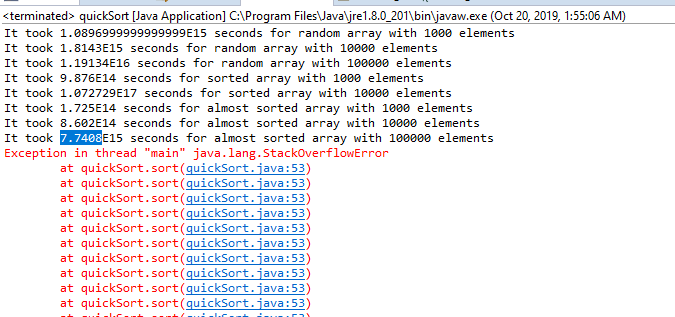 <terminated> quickSort [Java Application] C:\Program Files\Java\jre1.8.0_201\bin\javaw.exe (Oct 20, 2019, 1:55:06 AM)
It took 1.0896999999999999E15 seconds for random array with 1000 elements
It took 1.8143E15 seconds for random array with 10000 elements
It took 1.19134E16 seconds for random array with 100000 elements
It took 9.876E14 seconds for sorted array with 1000 elements
It took 1.072729E17 seconds for sorted array with 10000 elements
It took 1.725E14 seconds for almost sorted array with 1000 elements
It took 8.602E14 seconds for almost sorted array with 10000 elements
It took 7.7408E15 seconds for almost sorted array with 100000 elements
Exception in thread "main" java.lang.StackOverflowError
at quickSort.sort(quickSort.java:53)
at quickSort.sort(quickSort.java:53)
at quickSort.sort(quickSort.java:53)
at quickSort.sort(quickSort.java:53)
at quickSort.sort(quickSort.java:53)
at quickSort.sort(quickSort.java:53)
at quickSort.sort(quickSort.java:53)
at quickSort.sort(quickSort.java:53)
at quickSort.sort(quickSort.java:53)
at quickSort.sort(quickSort.java:53)